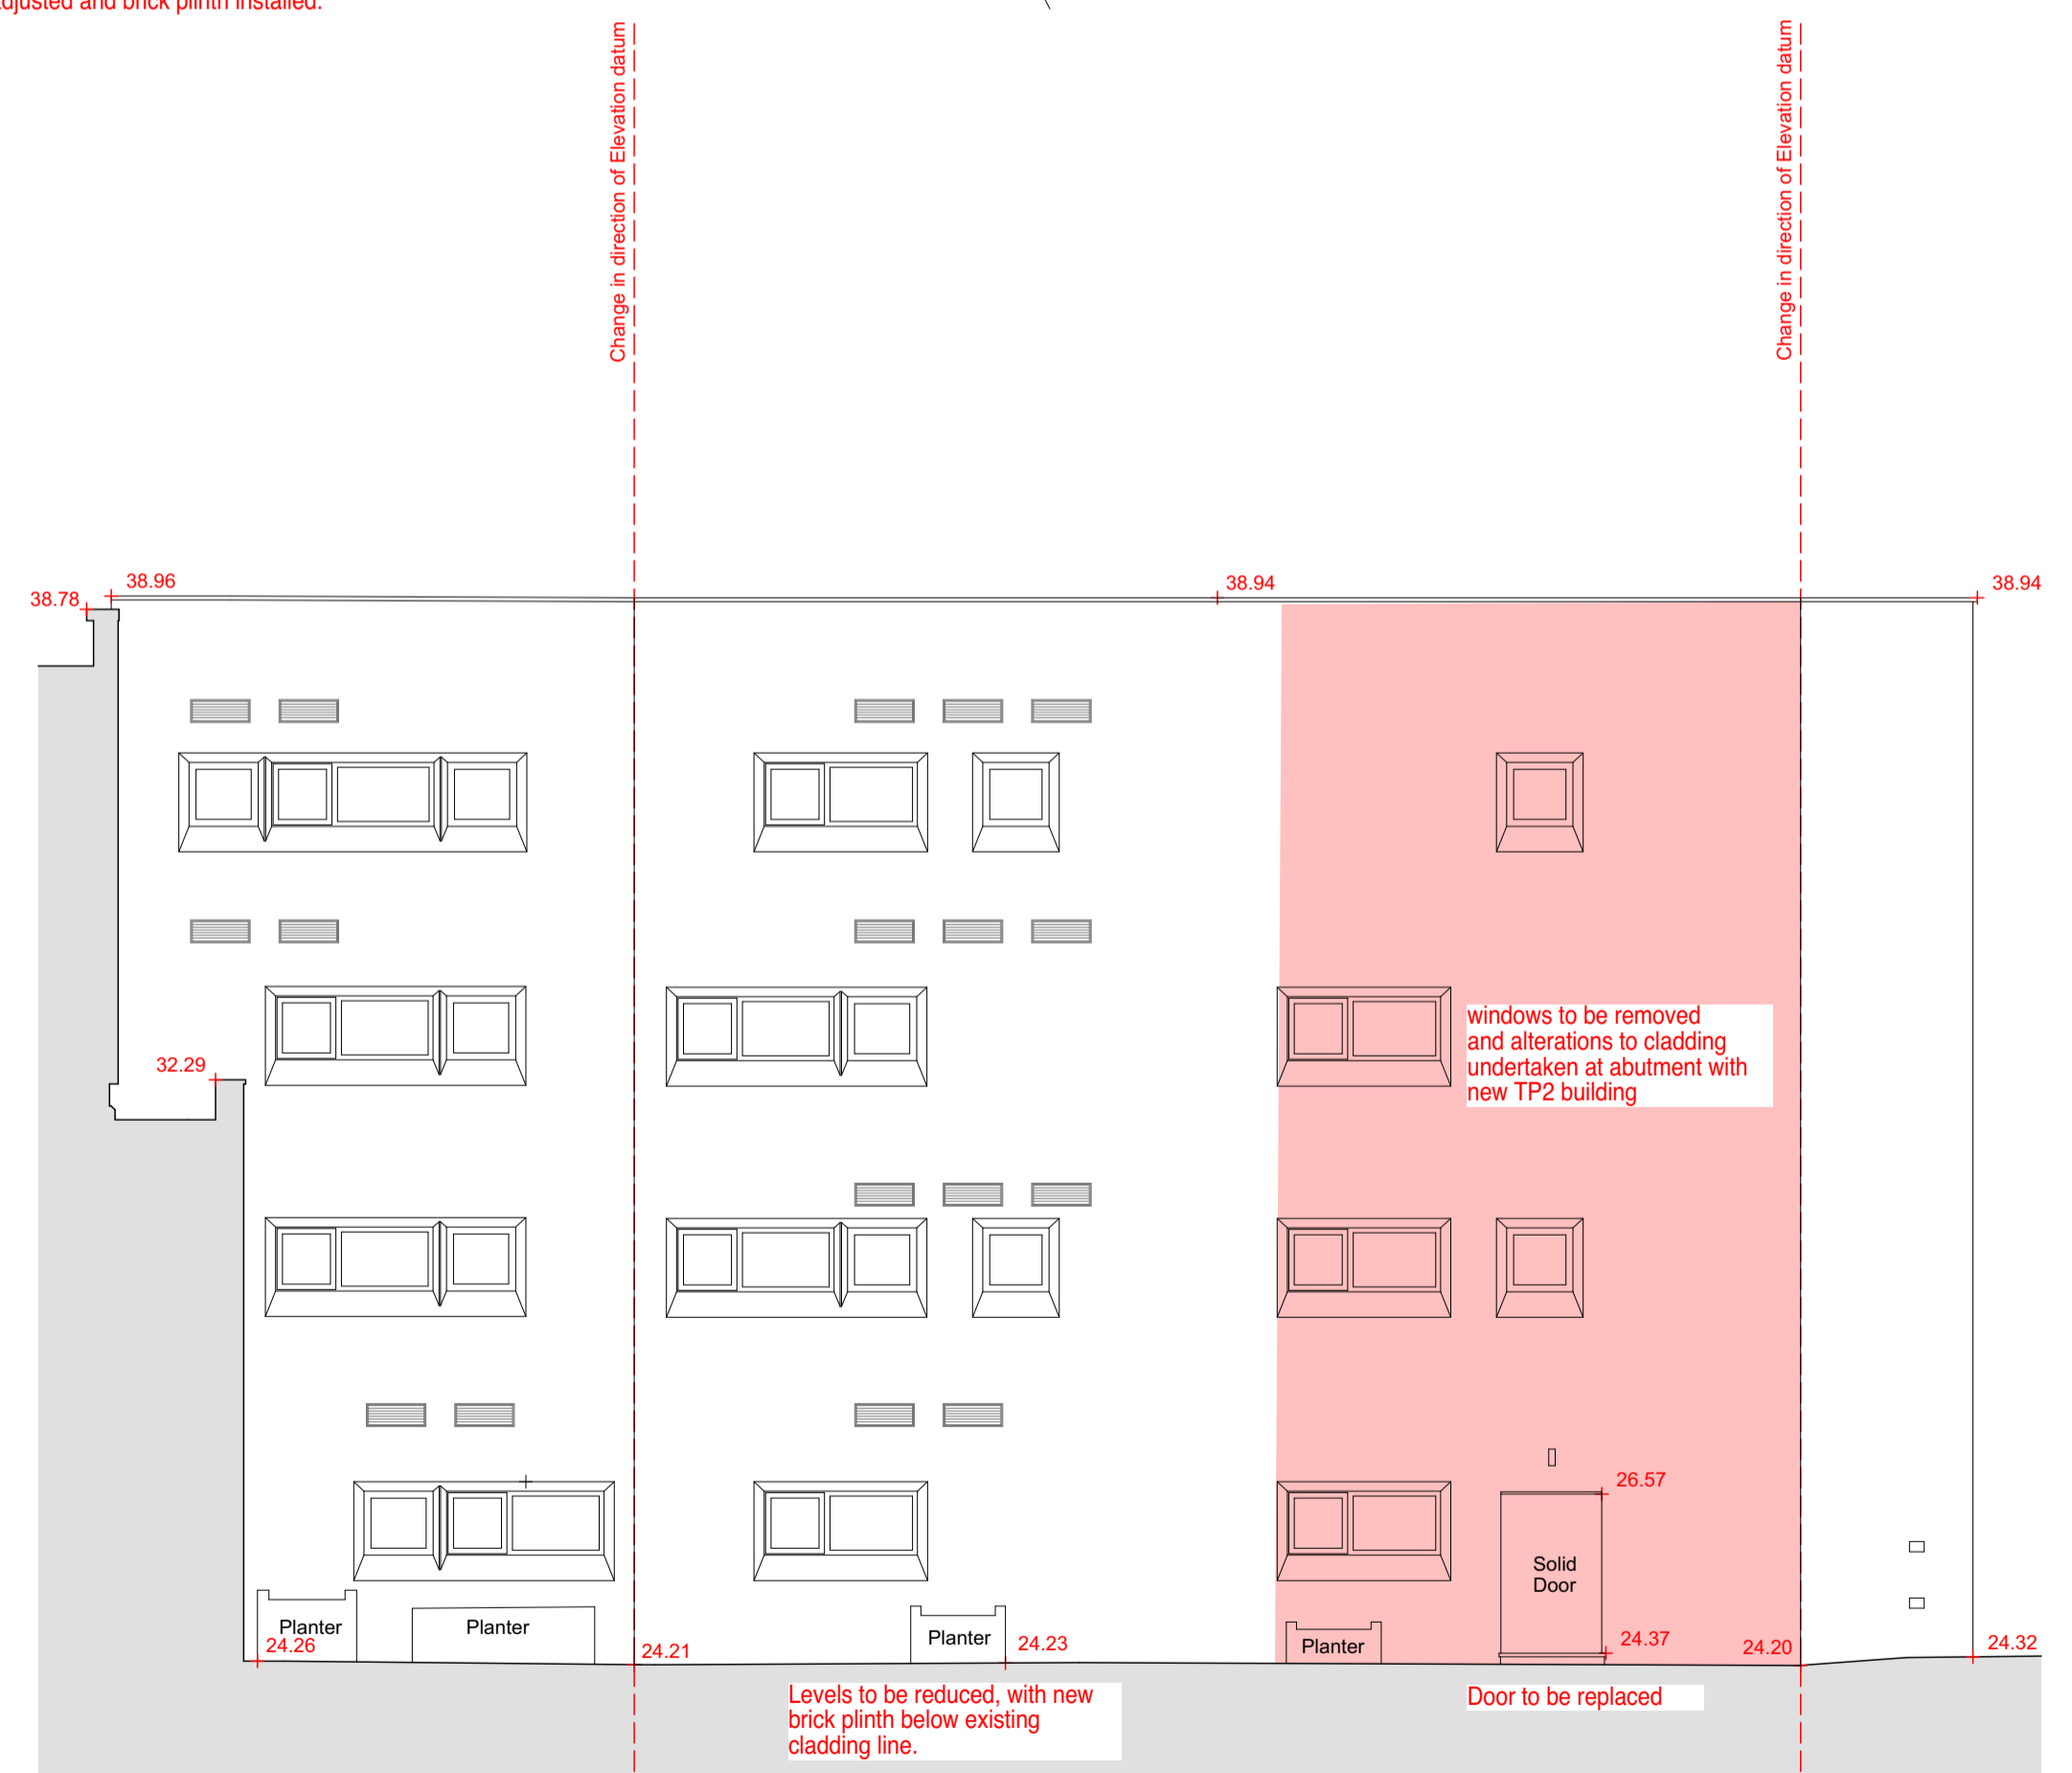 adjusted and brick plinth installed.
Change in direction of Elevation datum
Change in direction of Elevation datum
38.78
38.96
38.94
38.94
32.29
windows to be removed
and alterations to cladding
undertaken at abutment with
new TP2 building
26.57
Solid
Door
Planter
Planter
Planter
Planter
24.26
24.21
24.23
24.37
24.20
24.32
Levels to be reduced, with new
brick plinth below existing
cladding line.
Door to be replaced